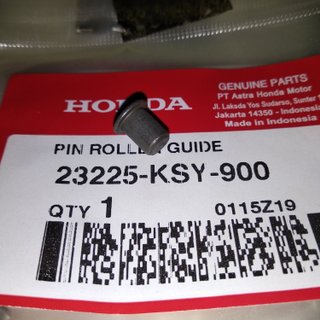 GENUINE PARTS
PT Astra Honda Motor
Jl. Laksda Yos Sudarso, Sunter 1
Jakarta 14350 - Indonesia
Made in Indonesia
HONDA
PIN ROLLER GUIDE
23225-KSY-900
QTY 1
0115Z19